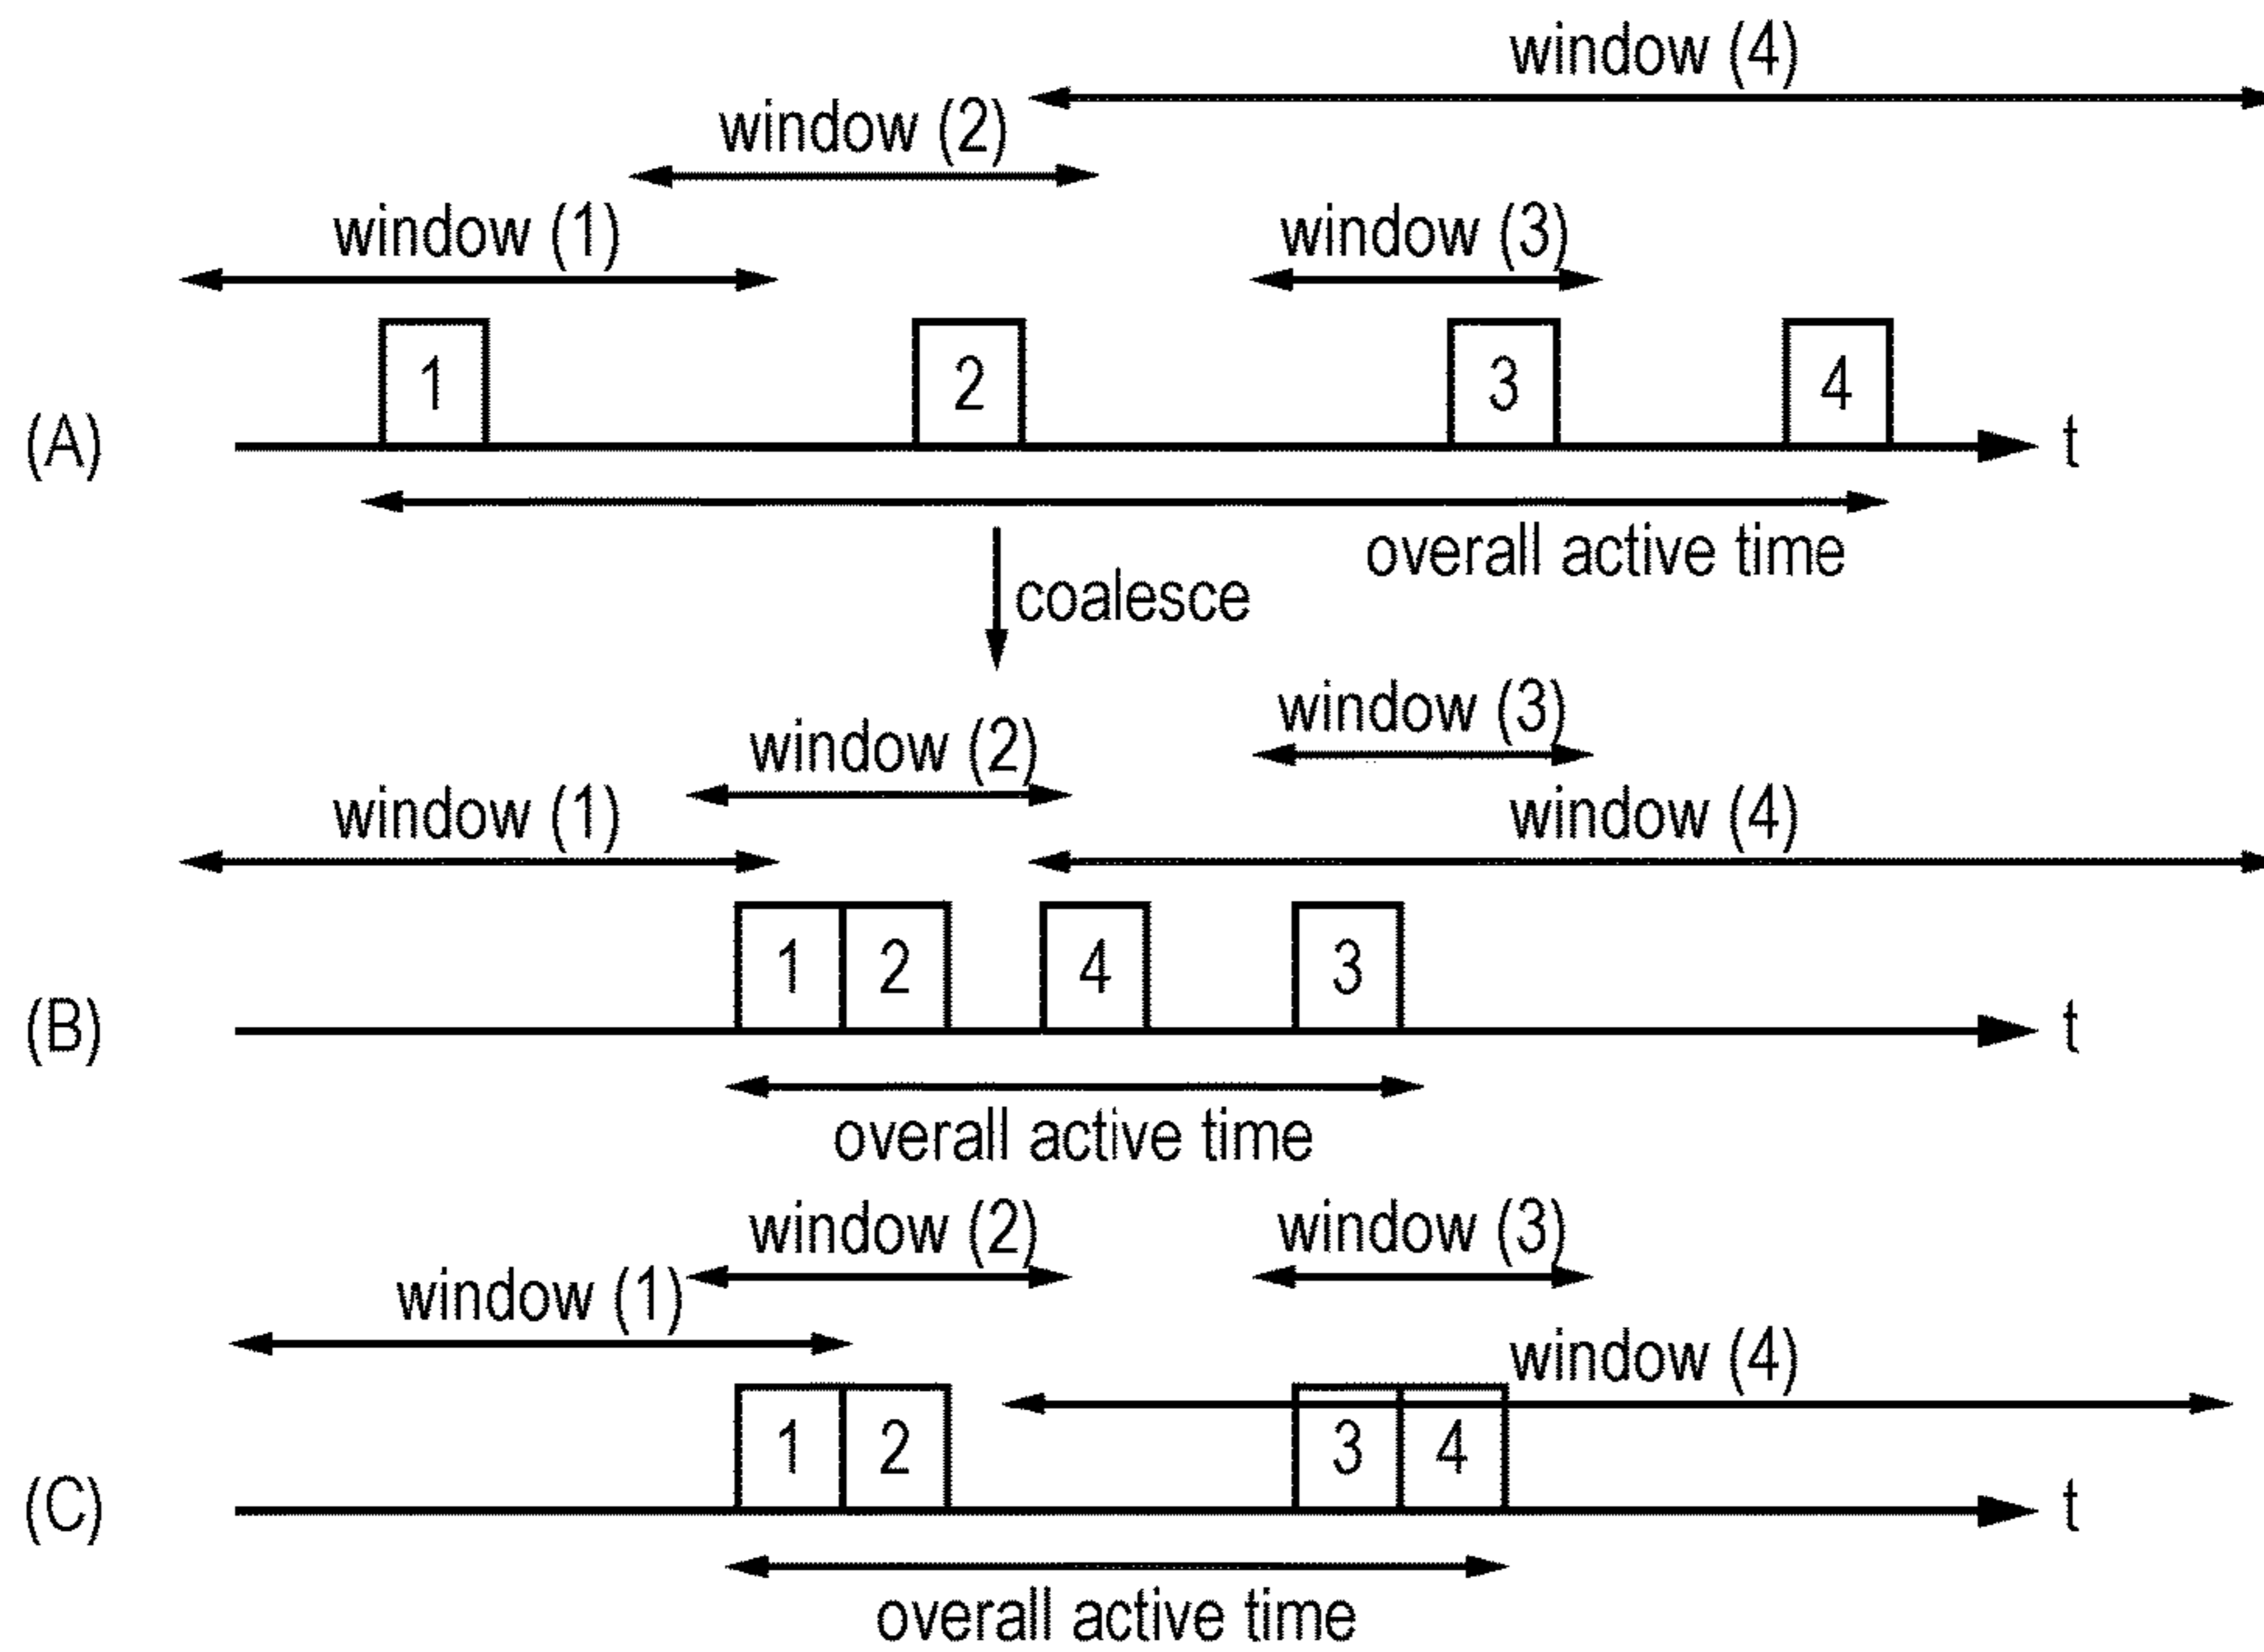 window (4)
window (2)
window (1)
window (3)
1
2
3
4
(A)
t
overall active time
coalesce
window (3)
window (2)
window (1)
window (4)
1
2
4
3
(B)
t
overall active time
window (2)
window (3)
window (1)
window (4)
1
2
3
4
(C)
t
overall active time